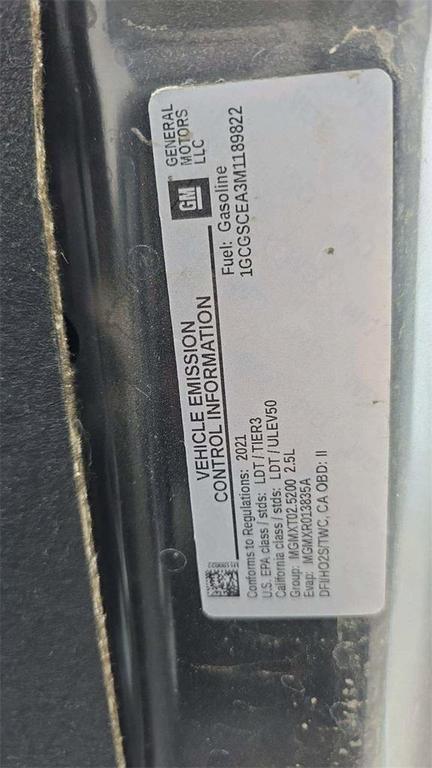 GM
GENERAL
MOTORS
LLC
VEHICLE EMISSION
CONTROL INFORMATION
Fuel: Gasoline
1GCGSCEA3M1189822
Conforms to Regulations: 2021
U.S. EPA class / stds: LDT / TIER3
California class / stds: LDT / ULEV50
Group: MGMXT02.5200 2.5L
Evap: MGMXR013835A
DFI/HO2S/TWC, CA OBD: II